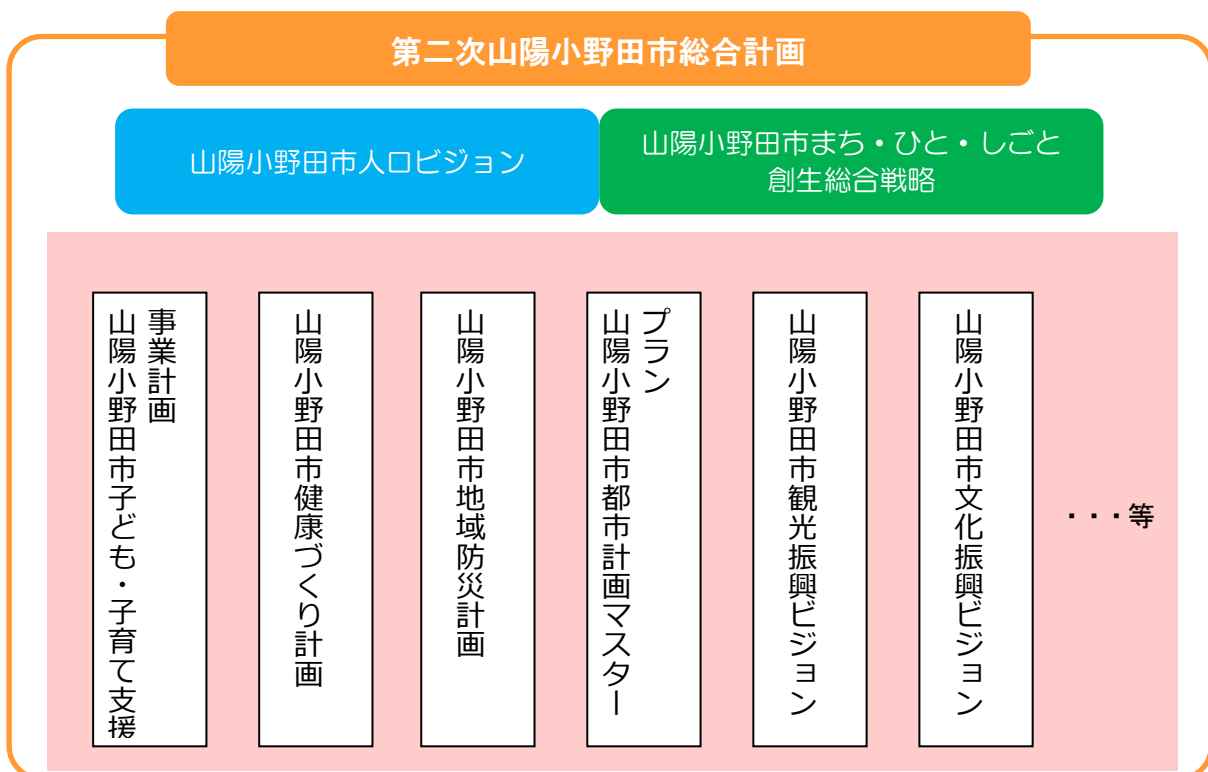 第二次山陽小野田市総合計画
山陽小野田市人口ビジョン
山陽小野田市まち・ひと・しごと
創生総合戦略
山陽小野田市子ども・子育て支援
事業計画
山陽小野田市健康づくり計画
山陽小野田市地域防災計画
山陽小野田市都市計画マスター
プラン
山陽小野田市観光振興ビジョン
山陽小野田市文化振興ビジョン
・・・等